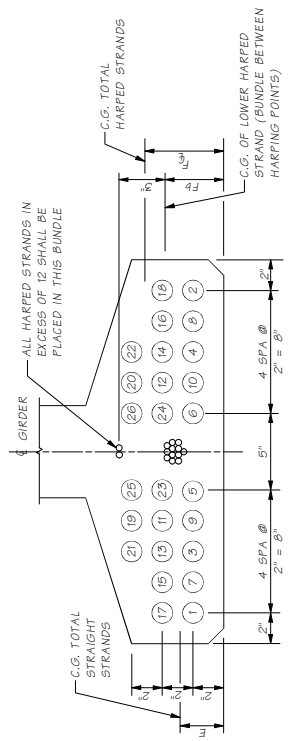 ℄ GIRDER
ALL HARPED STRANDS IN
EXCESS OF 12 SHALL BE
PLACED IN THIS BUNDLE
C.G. TOTAL
HARPED STRANDS
C.G. TOTAL
STRAIGHT
STRANDS
3"
F℄
Fb
C.G. OF LOWER HARPED
STRAND (BUNDLE BETWEEN
HARPING POINTS)
21 19 25 26 20 22
17 15 13 11 23 24 12 14 16 18
1 7 3 9 5 6 10 4 8 2
2"
2"
2"
E
2"
4 SPA @
2" = 8"
5"
4 SPA @
2" = 8"
2"